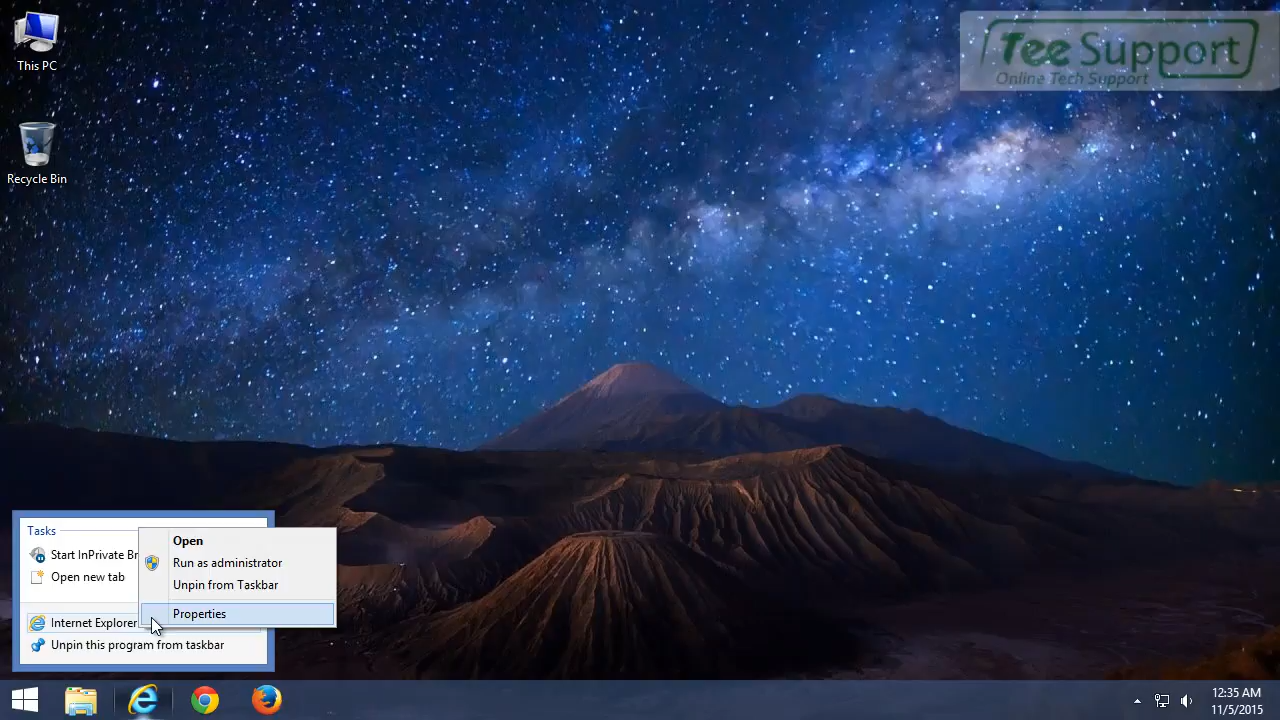 This PC
Recycle Bin
Tee Support
Online Tech Support
Tasks
Start InPrivate Br
Open new tab
Internet Explorer
Unpin this program from taskbar
Open
Run as administrator
Unpin from Taskbar
Properties
12:35 AM
11/5/2015